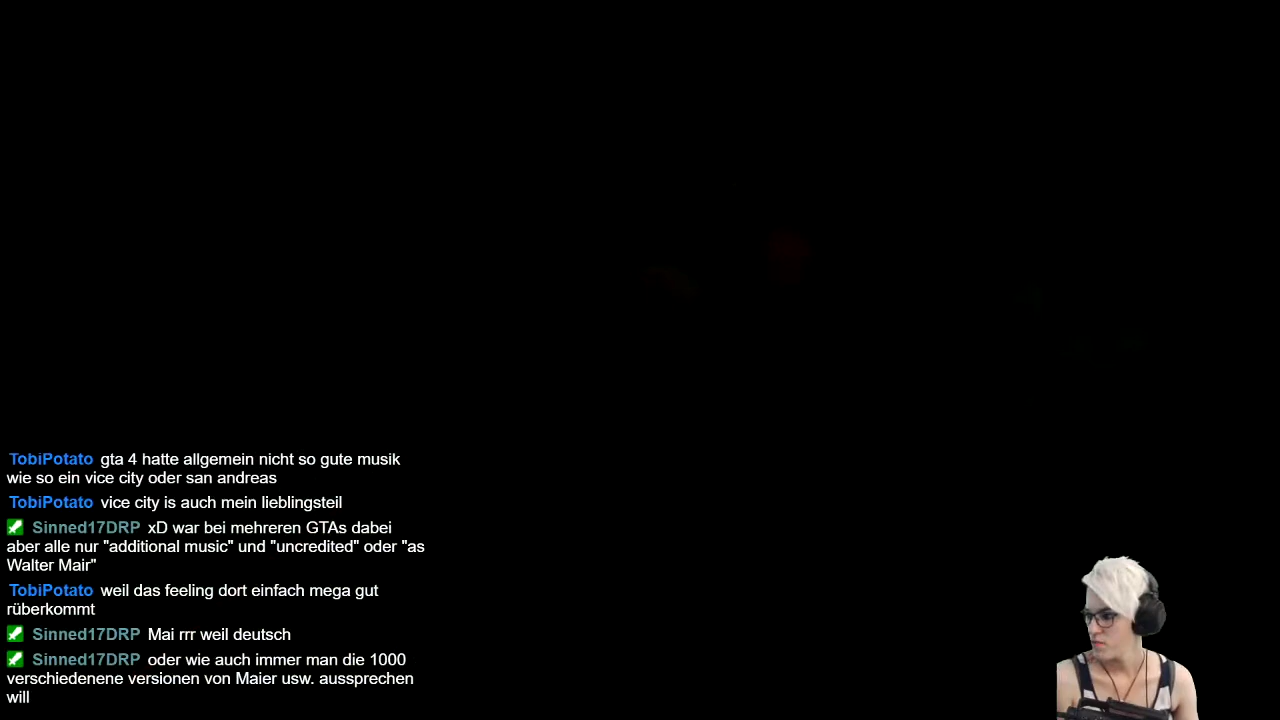 TobiPotato gta 4 hatte allgemein nicht so gute musik
wie so ein vice city oder san andreas
TobiPotato vice city is auch mein lieblingsteil
Sinned17DRP xD war bei mehreren GTAs dabei
aber alle nur "additional music" und "uncredited" oder "as
Walter Mair"
TobiPotato weil das feeling dort einfach mega gut
rüberkommt
Sinned17DRP Mai rrr weil deutsch
Sinned17DRP oder wie auch immer man die 1000
verschiedenene versionen von Maier usw. aussprechen
will